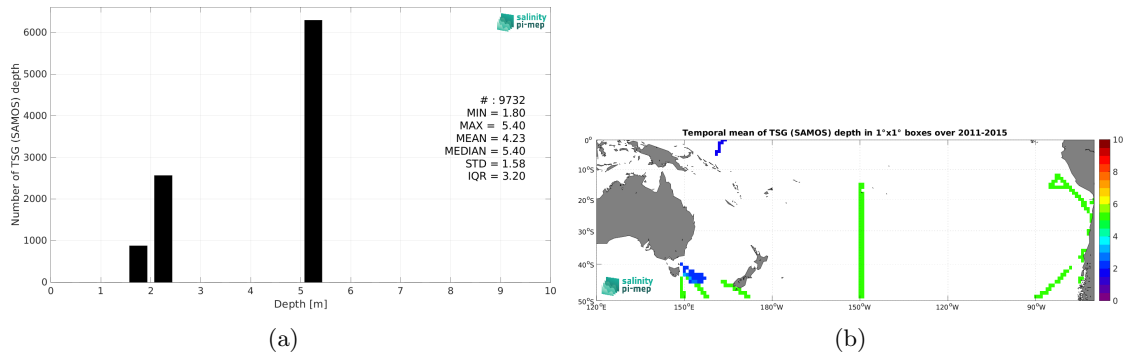 6000
5000
4000
3000
2000
1000
0
Number of TSG (SAMOS) depth
salinity
pi-mep
# : 9732
MIN = 1.80
MAX = 5.40
MEAN = 4.23
MEDIAN = 5.40
STD = 1.58
IQR = 3.20
0 1 2 3 4 5 6 7 8 9 10
Depth [m]
(a)
Temporal mean of TSG (SAMOS) depth in 1°x1° boxes over 2011-2015
0°
10°S
20°S
30°S
40°S
50°S
salinity
pi-mep
120°E 150°E 180°W 150°W 120°W 90°W
10
8
6
4
2
0
(b)